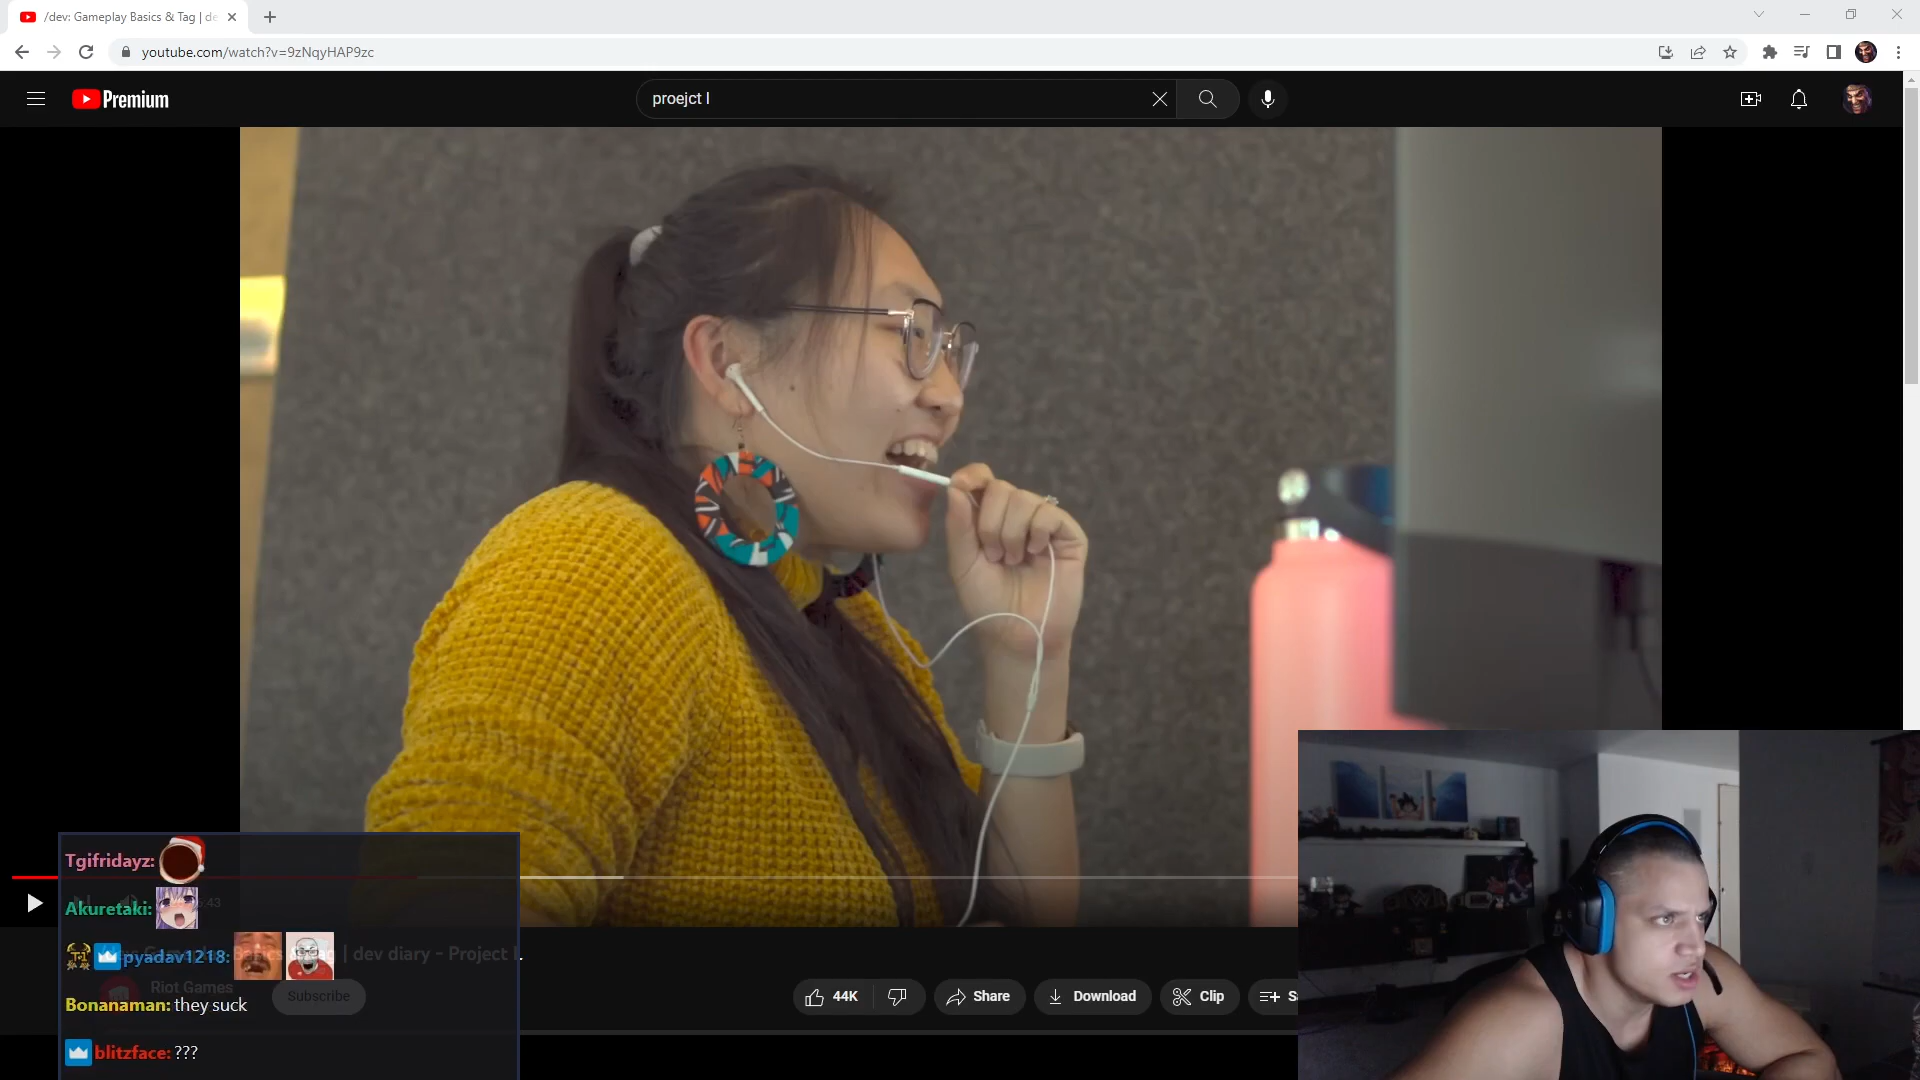 /dev: Gameplay Basics & Tag | de
youtube.com/watch?v=9zNqyHAP9zc
Premium
proejct l
Tgifridayz:
Akuretaki:
:43
pyadav1218:
| dev diary - Project L
Riot Games
Subscribe
Bonanaman: they suck
blitzface: ???
44K
Share
Download
Clip